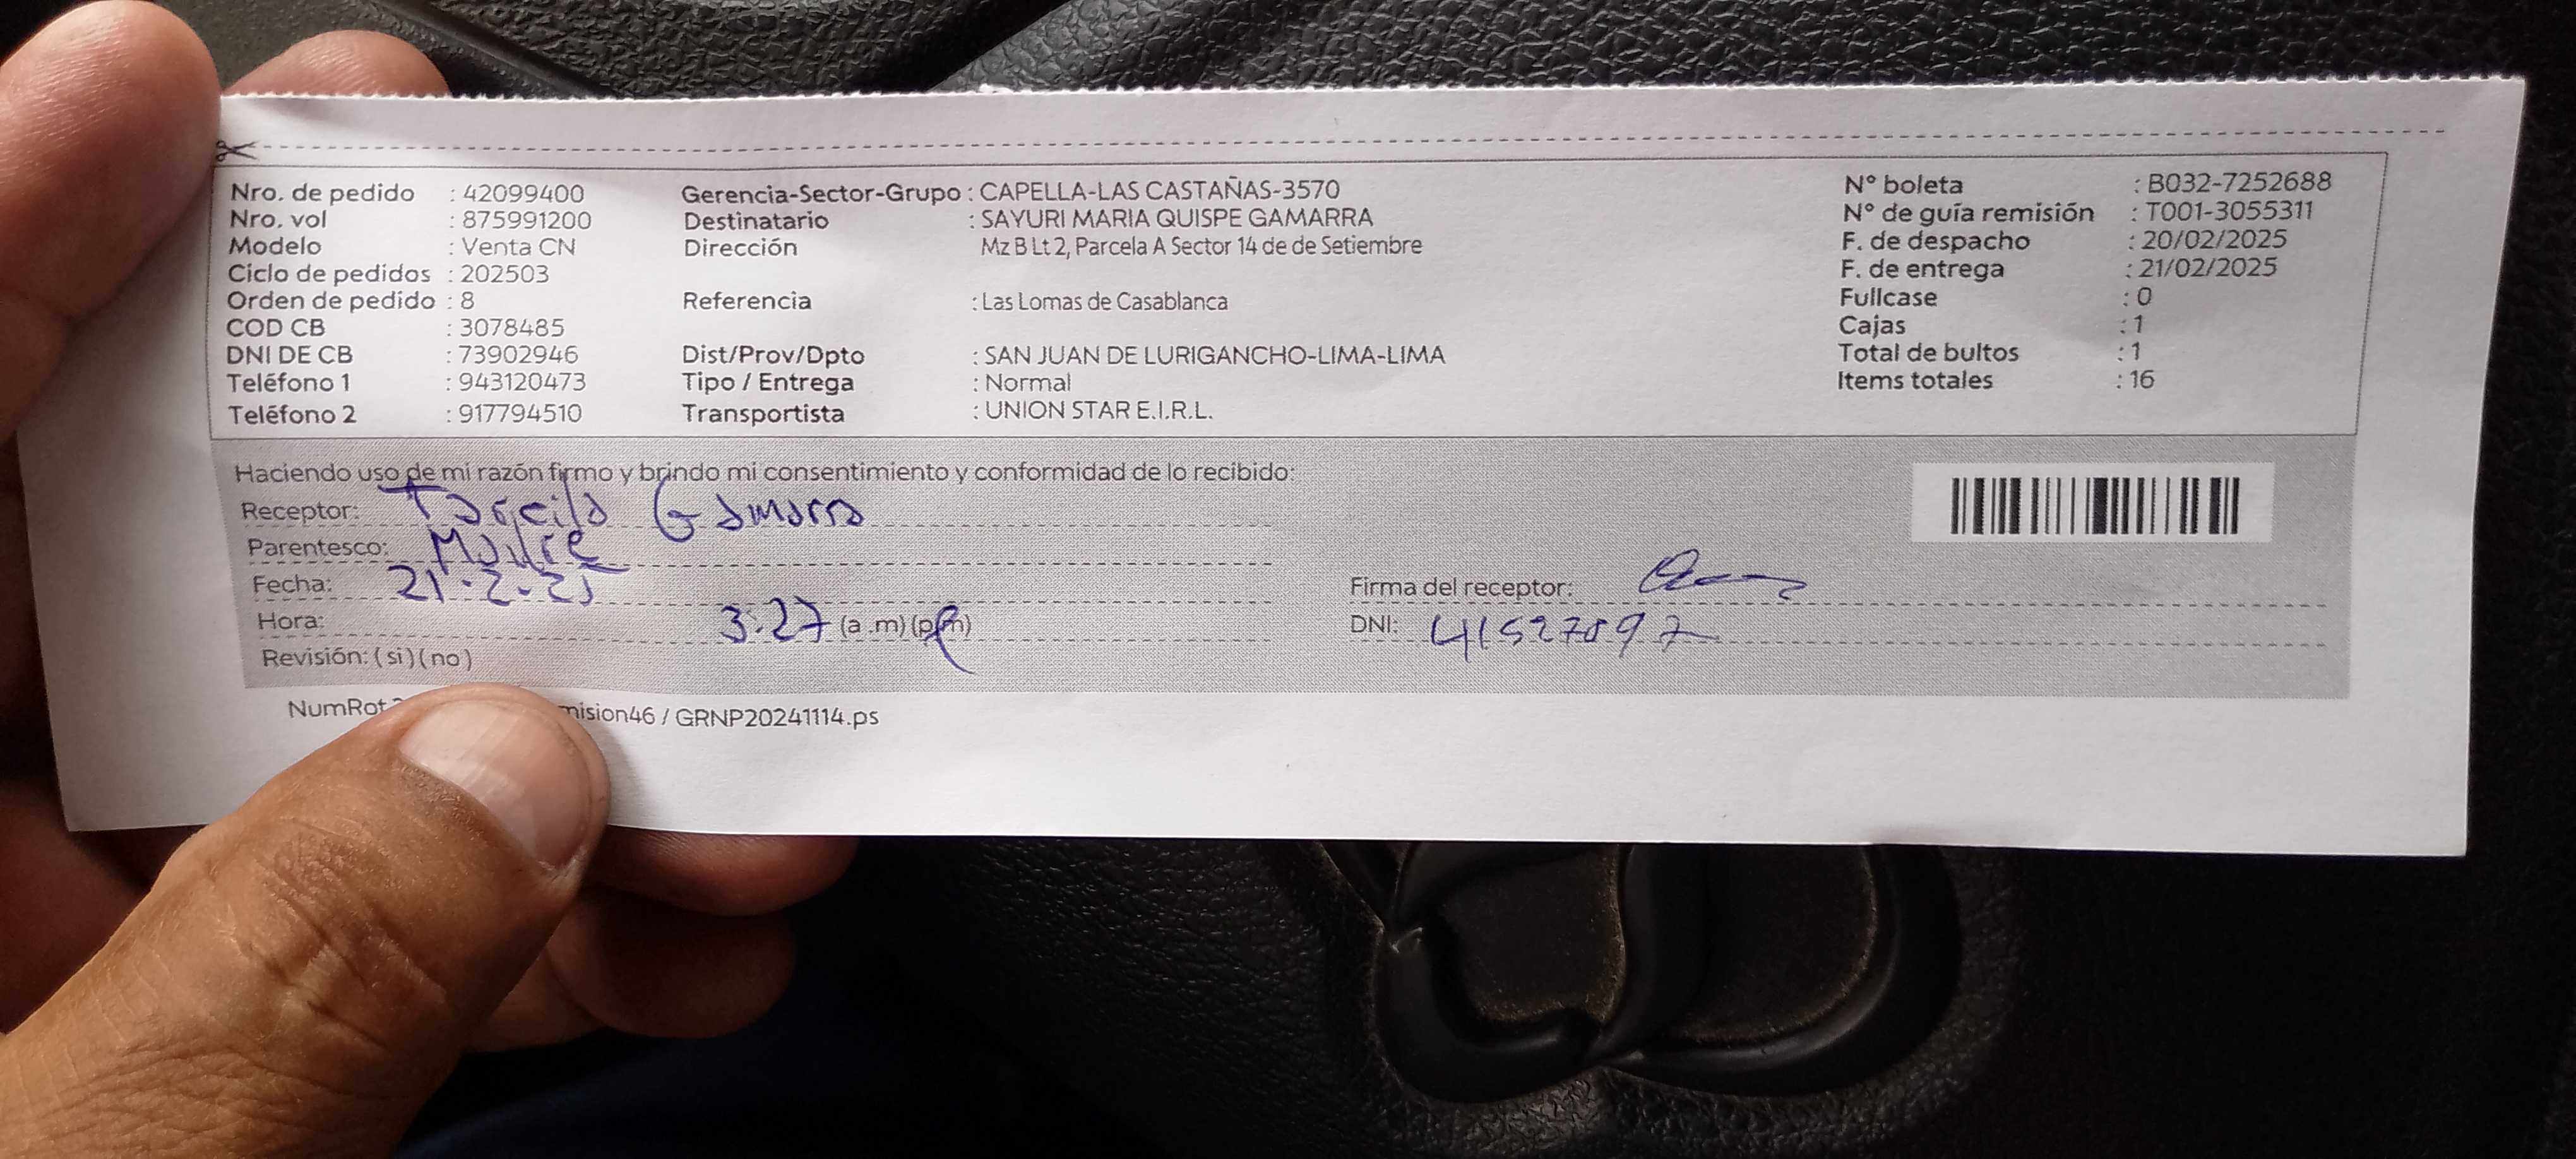 Nro. de pedido : 42099400
Nro. vol : 875991200
Modelo : Venta CN
Ciclo de pedidos : 202503
Orden de pedido : 8
COD CB : 3078485
DNI DE CB : 73902946
Teléfono 1 : 943120473
Teléfono 2 : 917794510
Gerencia-Sector-Grupo : CAPELLA-LAS CASTAÑAS-3570
Destinatario : SAYURI MARIA QUISPE GAMARRA
Dirección Mz B Lt 2, Parcela A Sector 14 de de Setiembre
Referencia : Las Lomas de Casablanca
Dist/Prov/Dpto : SAN JUAN DE LURIGANCHO-LIMA-LIMA
Tipo / Entrega : Normal
Transportista : UNION STAR E.I.R.L.
N° boleta : B032-7252688
N° de guía remisión : T001-3055311
F. de despacho : 20/02/2025
F. de entrega : 21/02/2025
Fullcase : 0
Cajas : 1
Total de bultos : 1
Items totales : 16
Haciendo uso de mi razón firmo y brindo mi consentimiento y conformidad de lo recibido:
Receptor: Gamarra
Parentesco: Madre
Fecha: 21.2.25
Hora: 3:27 (a .m) (p.m)
Revisión: ( si ) ( no )
Firma del receptor:
DNI:
NumRot mision46 / GRNP20241114.ps